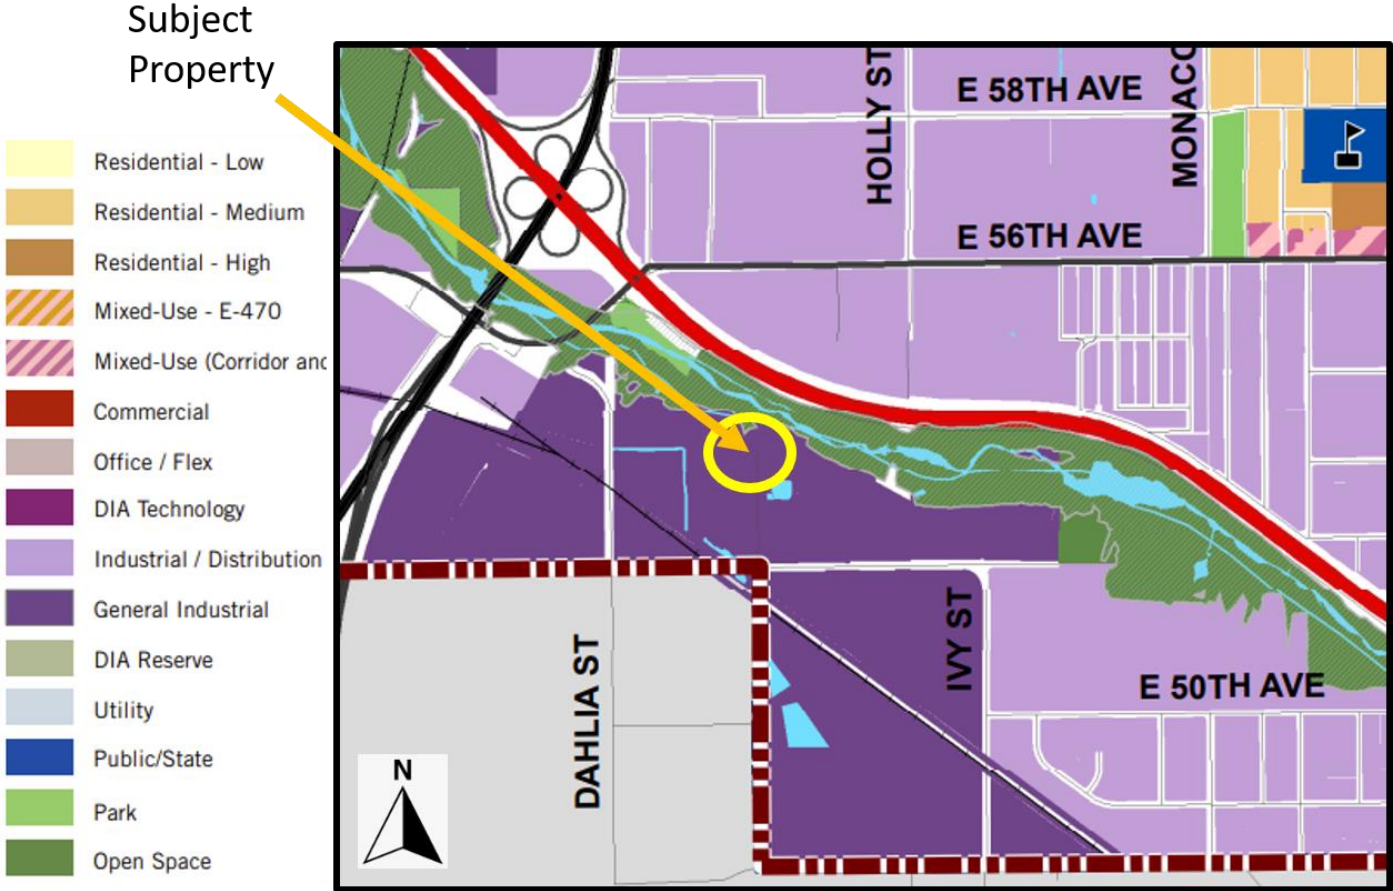 Subject
Property
Residential - Low
Residential - Medium
Residential - High
Mixed-Use - E-470
Mixed-Use (Corridor and
Commercial
Office / Flex
DIA Technology
Industrial / Distribution
General Industrial
DIA Reserve
Utility
Public/State
Park
Open Space
HOLLY ST
E 58TH AVE
MONACO
E 56TH AVE
IVY ST
E 50TH AVE
DAHLIA ST
N